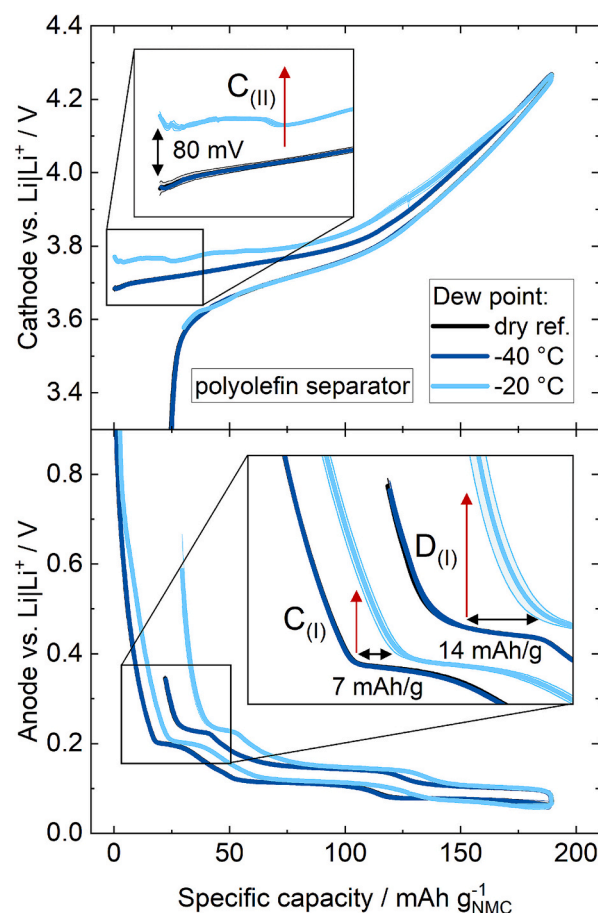 4.4
4.2
4.0
3.8
3.6
3.4
Cathode vs. Li|Li⁺ / V
C(II)
80 mV
Dew point:
dry ref.
-40 °C
-20 °C
polyolefin separator
0.8
0.6
0.4
0.2
0.0
Anode vs. Li|Li⁺ / V
D(I)
C(I)
14 mAh/g
7 mAh/g
0 50 100 150 200
Specific capacity / mAh g⁻¹NMC